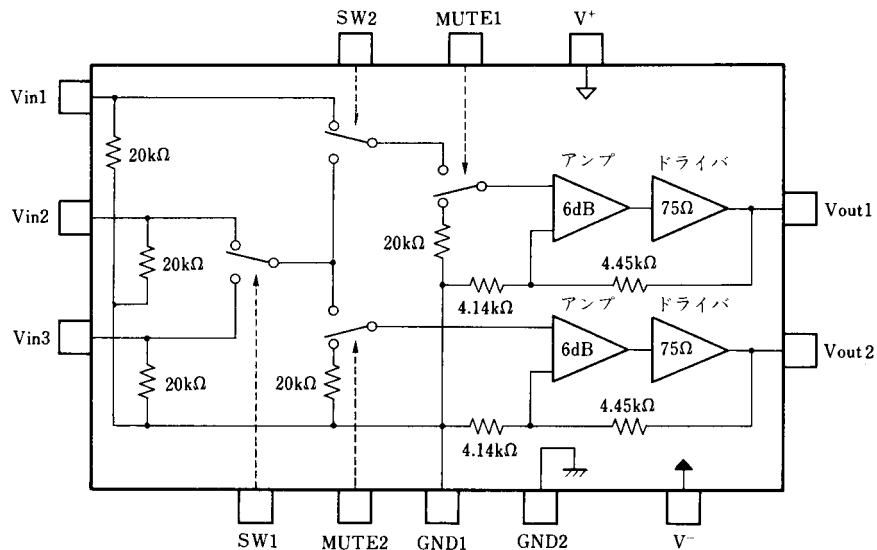 SW2
MUTE1
V+
Vin1
20kΩ
アンプ
ドライバ
Vin2
6dB
75Ω
Vout1
20kΩ
20kΩ
4.14kΩ
4.45kΩ
アンプ
ドライバ
Vin3
6dB
75Ω
Vout2
20kΩ
20kΩ
4.14kΩ
4.45kΩ
SW1
MUTE2
GND1
GND2
V−